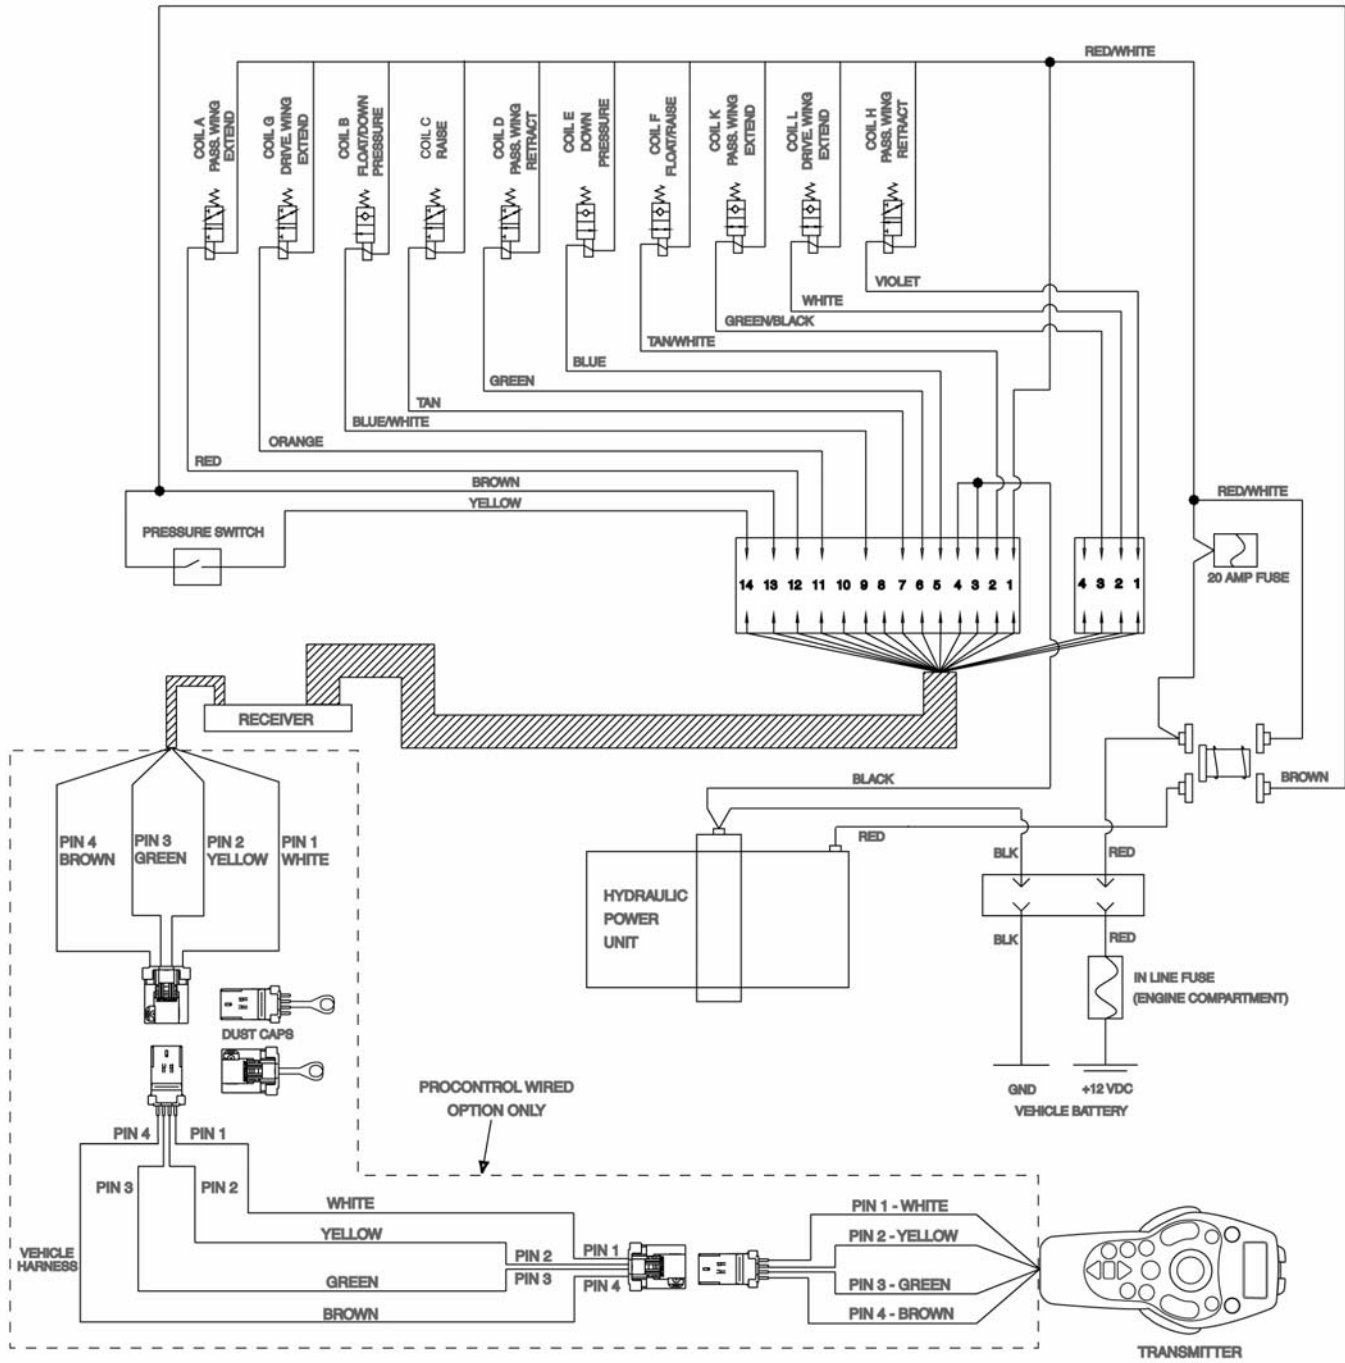 RED/WHITE
COIL A
PASS. WING
EXTEND
COIL G
DRIVE. WING
EXTEND
COIL B
FLOAT/DOWN
PRESSURE
COIL C
RAISE
COIL D
PASS. WING
RETRACT
COIL E
DOWN
PRESSURE
COIL F
FLOAT/RAISE
COIL K
PASS. WING
EXTEND
COIL L
DRIVE. WING
EXTEND
COIL H
PASS. WING
RETRACT
VIOLET
WHITE
GREEN/BLACK
TAN/WHITE
BLUE
GREEN
TAN
BLUE/WHITE
ORANGE
RED
BROWN
YELLOW
RED/WHITE
PRESSURE SWITCH
14 13 12 11 10 9 8 7 6 5 4 3 2 1
4 3 2 1
20 AMP FUSE
RECEIVER
BLACK
BROWN
RED
PIN 4
BROWN
PIN 3
GREEN
PIN 2
YELLOW
PIN 1
WHITE
BLK
RED
HYDRAULIC
POWER
UNIT
BLK
RED
IN LINE FUSE
(ENGINE COMPARTMENT)
DUST CAPS
GND
+12 VDC
VEHICLE BATTERY
PROCONTROL WIRED
OPTION ONLY
PIN 4
PIN 1
PIN 3
PIN 2
WHITE
YELLOW
GREEN
BROWN
VEHICLE
HARNESS
PIN 2
PIN 3
PIN 1
PIN 4
PIN 1 - WHITE
PIN 2 - YELLOW
PIN 3 - GREEN
PIN 4 - BROWN
TRANSMITTER